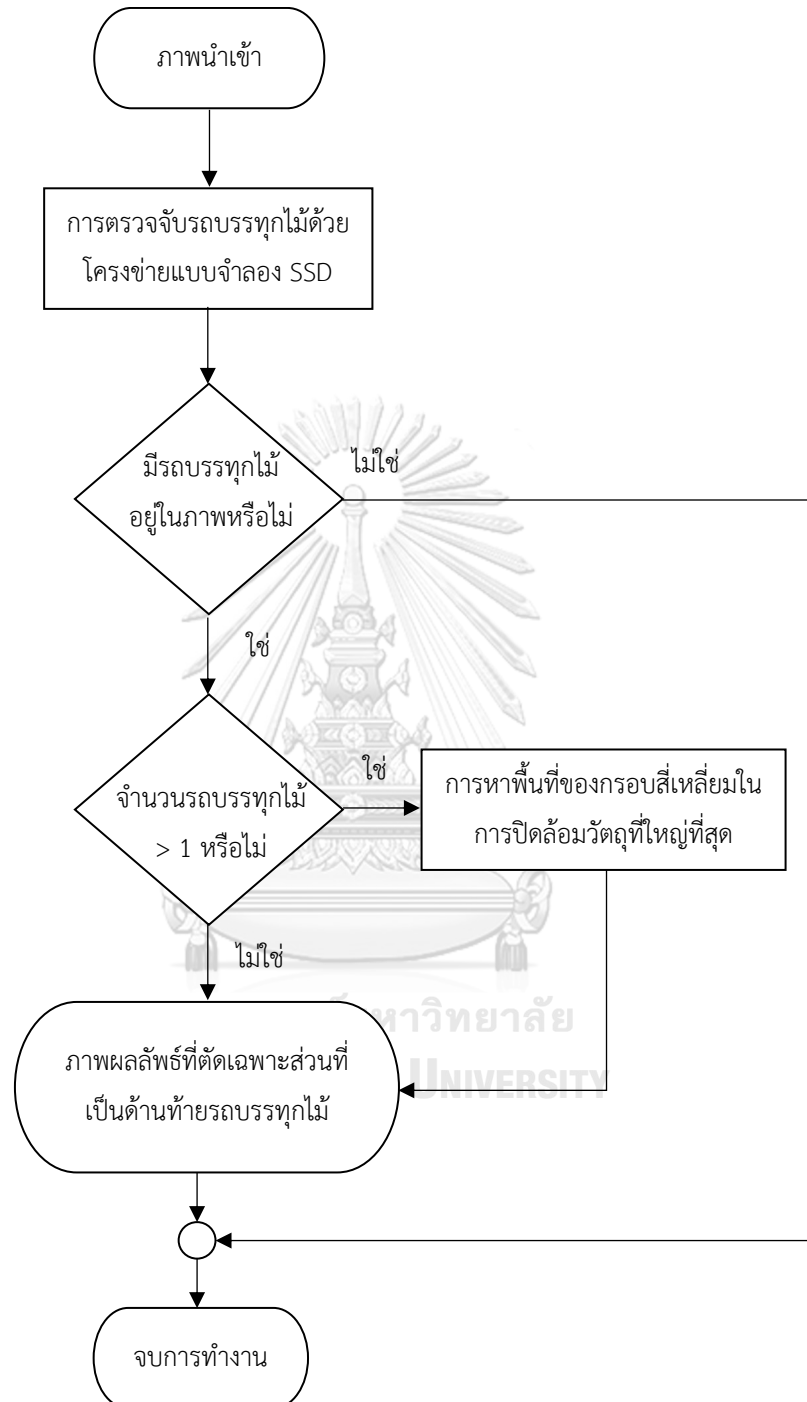 ภาพนำเข้า
การตรวจจับรถบรรทุกไม้ด้วย
โครงข่ายแบบจำลอง SSD
มีรถบรรทุกไม้
อยู่ในภาพหรือไม่
ไม่ใช่
ใช่
จำนวนรถบรรทุกไม้
> 1 หรือไม่
ใช่
การหาพื้นที่ของกรอบสี่เหลี่ยมใน
การปิดล้อมวัตถุที่ใหญ่ที่สุด
ไม่ใช่
ภาพผลลัพธ์ที่ตัดเฉพาะส่วนที่
เป็นด้านท้ายรถบรรทุกไม้
หาวิทยาลัย
UNIVERSITY
จบการทำงาน